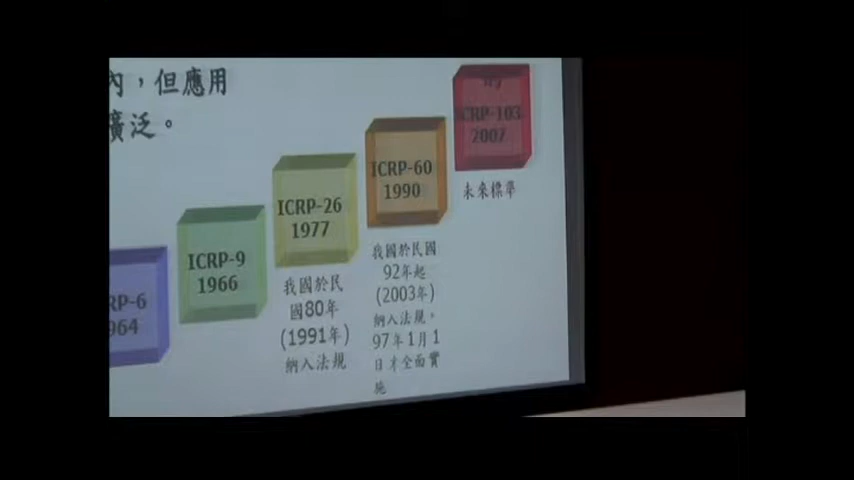 內，但應用
廣泛。
RP-6
964
ICRP-9
1966
ICRP-26
1977
我國於民
國80年
(1991年)
納入法規
ICRP-60
1990
我國於民國
92年起
(2003年)
納入法規，
97年1月1
日才全面實
施
ICRP-103
2007
未來標準